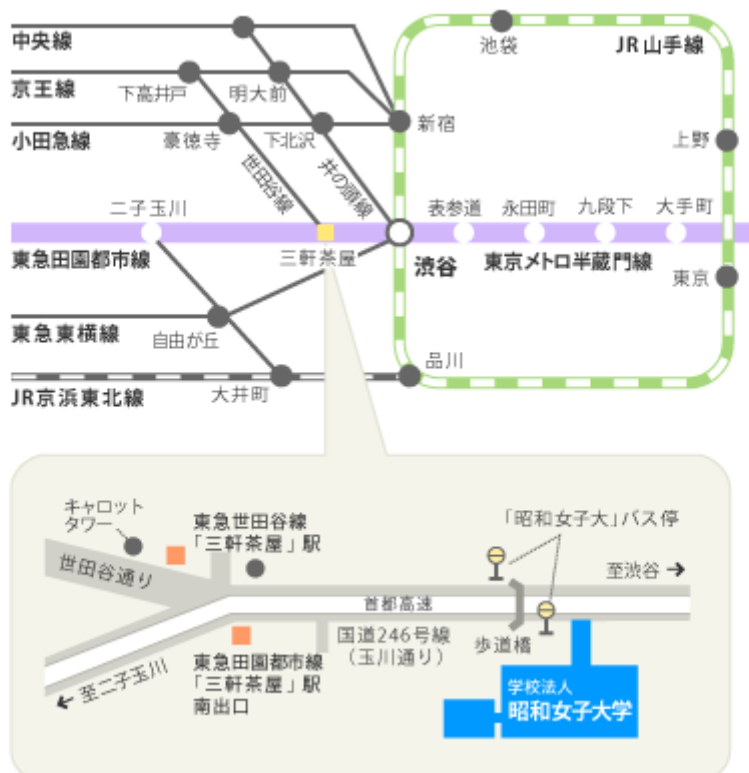 中央線
池袋
JR山手線
京王線
下高井戸
明大前
新宿
小田急線
豪徳寺
下北沢
上野
世田谷線
井の頭線
二子玉川
表参道
永田町
九段下
大手町
東急田園都市線
三軒茶屋
渋谷
東京メトロ半蔵門線
東京
東急東横線
自由が丘
品川
JR京浜東北線
大井町
キャロット
タワー
東急世田谷線
「三軒茶屋」駅
「昭和女子大」バス停
世田谷通り
至渋谷→
首都高速
国道246号線
（玉川通り）
歩道橋
←至二子玉川
東急田園都市線
「三軒茶屋」駅
南出口
学校法人
昭和女子大学